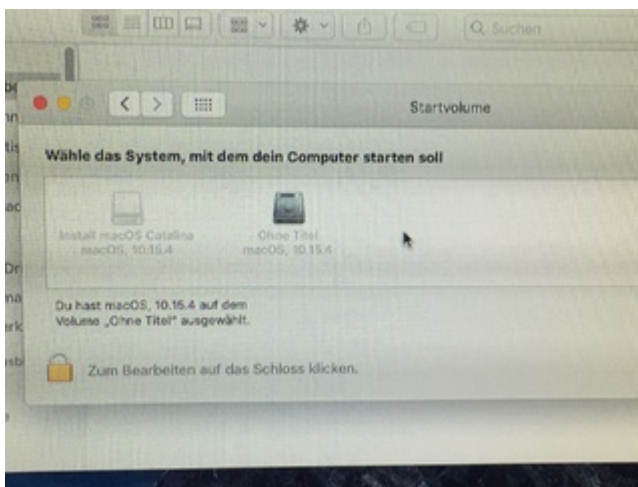 Suchen
Startvolume
Wähle das System, mit dem dein Computer starten soll
Install macOS Catalina
macOS, 10.15.4
Ohne Titel
macOS, 10.15.4
Du hast macOS, 10.15.4 auf dem
Volume „Ohne Titel“ ausgewählt.
Zum Bearbeiten auf das Schloss klicken.